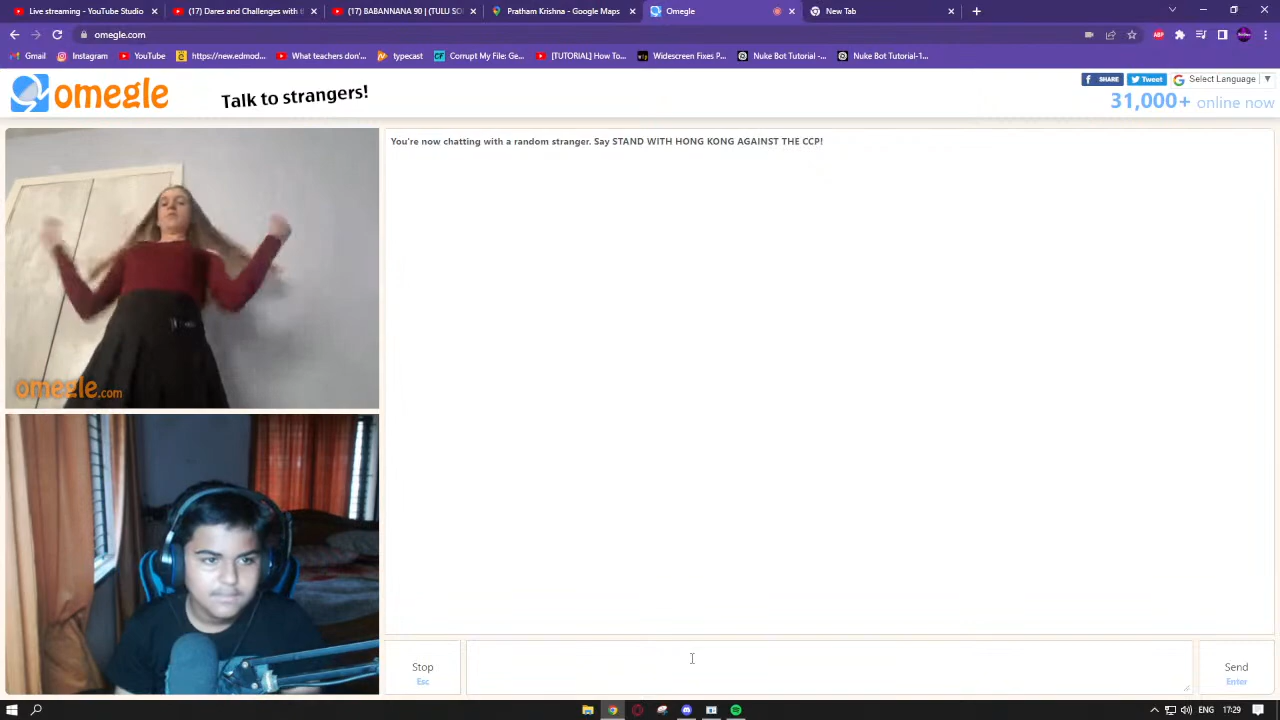 Live streaming - YouTube Studio
(17) Dares and Challenges with t
(17) BABANNANA 90 | (TULU SO
Pratham Krishna - Google Maps
Omegle
New Tab
omegle.com
Gmail
Instagram
YouTube
https://new.edmod...
What teachers don'...
typecast
Corrupt My File: Ge...
[TUTORIAL] How To...
Widescreen Fixes P...
Nuke Bot Tutorial -...
Nuke Bot Tutorial-1...
omegle
Talk to strangers!
SHARE
Tweet
Select Language
31,000+ online now
You're now chatting with a random stranger. Say STAND WITH HONG KONG AGAINST THE CCP!
omegle.com
Stop
Esc
Send
Enter
ENG
17:29